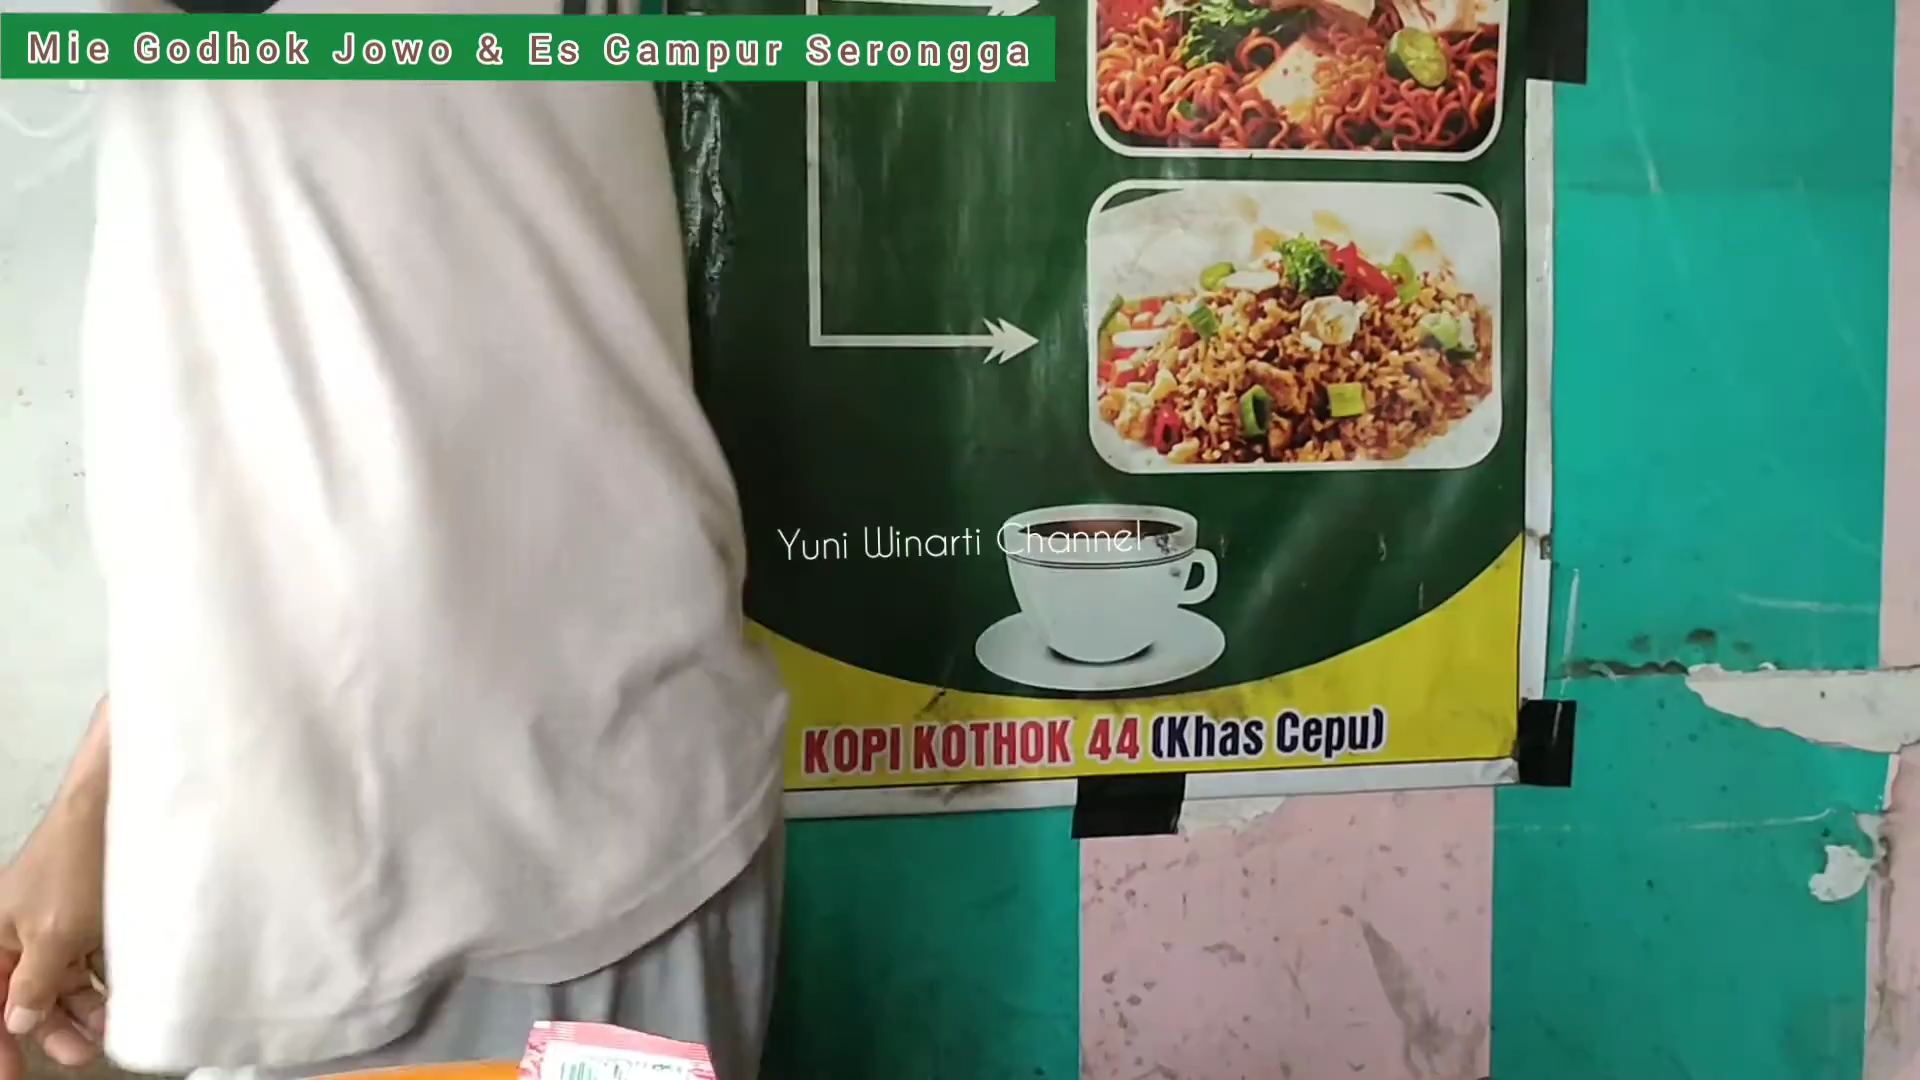 Mie Godhok Jowo & Es Campur Serongga
Yuni Winarti Channel
KOPI KOTHOK 44 (Khas Cepu)